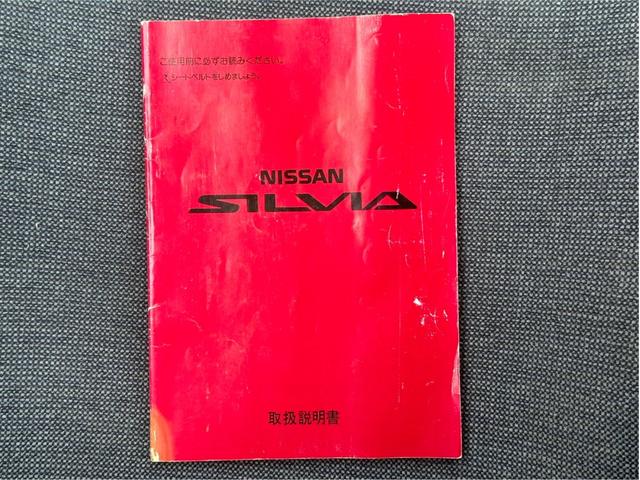 ご使用前に必ずお読みください。
シートベルトをしめましょう。
NISSAN
SILVIA
取扱説明書